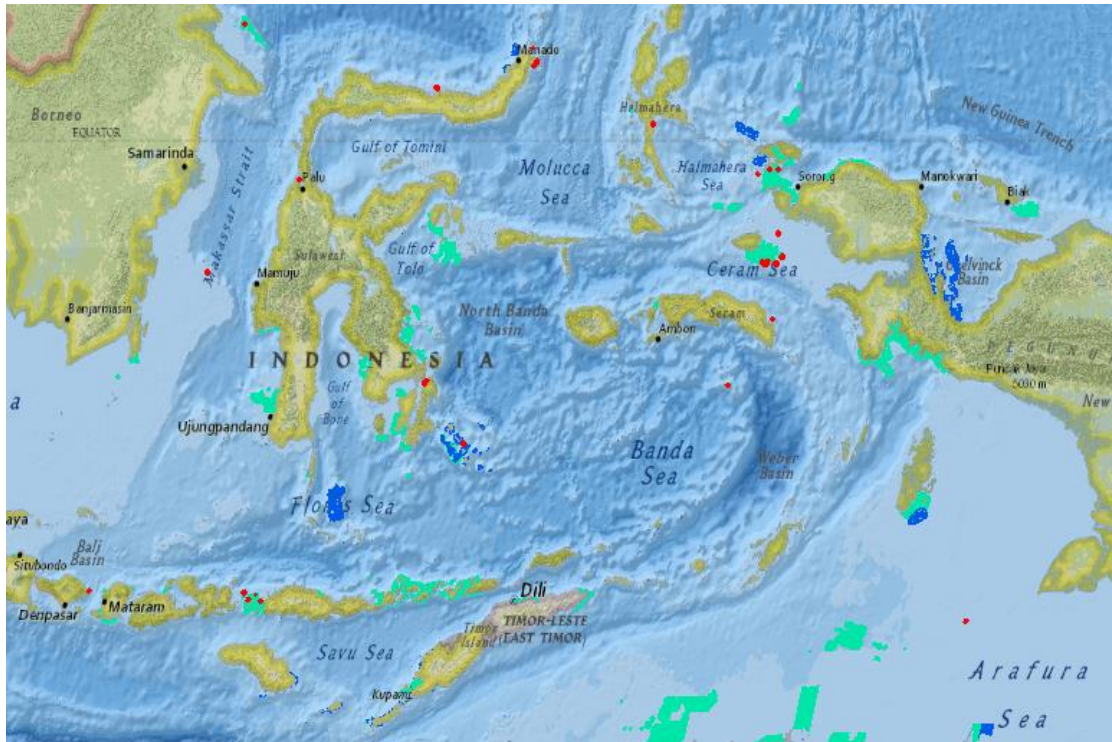 Manado
New Guinea Trench
Halmahera
Borneo
EQUATOR
Samarinda
Gulf of Tomini
Molucca
Sea
Halmahera
Sea
Sorong
Manokwari
Palu
Biak
Makassar Strait
Sulawesi
Gulf of
Tolo
Mamuju
Ceram Sea
Geelvinck
Basin
Banjarmasin
North Banda
Basin
Seram
Ambon
INDONESIA
PEGUNU
Puncak Jaya
5030 m
New
a
Gulf
of
Bone
Ujungpandang
Banda
Sea
Weber
Basin
Flores Sea
aya
Bali
Basin
Situbondo
Denpasar
Mataram
Dili
TIMOR-LESTE
(EAST TIMOR)
Timor
Island
Savu Sea
Kupang
Arafura
Sea